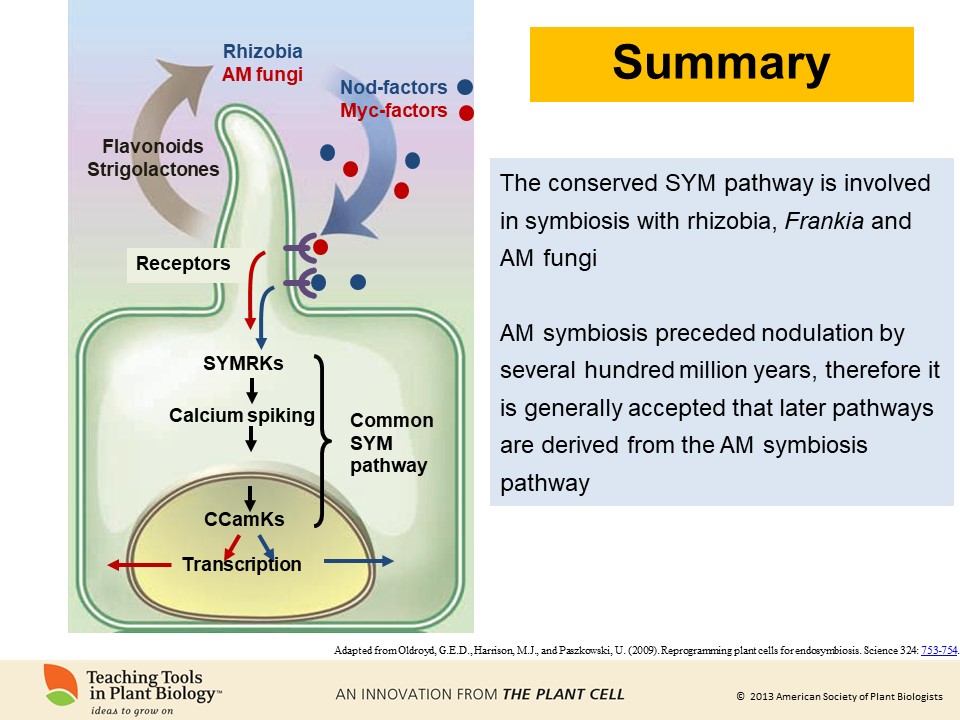 Summary
Rhizobia
AM fungi
Nod-factors
Myc-factors
Flavonoids
Strigolactones
Receptors
SYMRKs
Calcium spiking
Common
SYM
pathway
CCamKs
Transcription
The conserved SYM pathway is involved
in symbiosis with rhizobia, Frankia and
AM fungi
AM symbiosis preceded nodulation by
several hundred million years, therefore it
is generally accepted that later pathways
are derived from the AM symbiosis
pathway
Adapted from Oldroyd, G.E.D., Harrison, M.J., and Paszkowski, U. (2009). Reprogramming plant cells for endosymbiosis. Science 324: 753-754.
Teaching Tools
in Plant Biology™
ideas to grow on
AN INNOVATION FROM THE PLANT CELL
© 2013 American Society of Plant Biologists